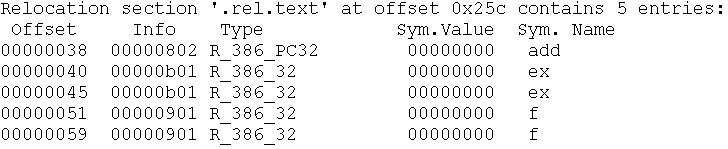 Relocation section '.rel.text' at offset 0x25c contains 5 entries:
Offset Info Type Sym.Value Sym. Name
00000038 00000802 R_386_PC32 00000000 add
00000040 00000b01 R_386_32 00000000 ex
00000045 00000b01 R_386_32 00000000 ex
00000051 00000901 R_386_32 00000000 f
00000059 00000901 R_386_32 00000000 f